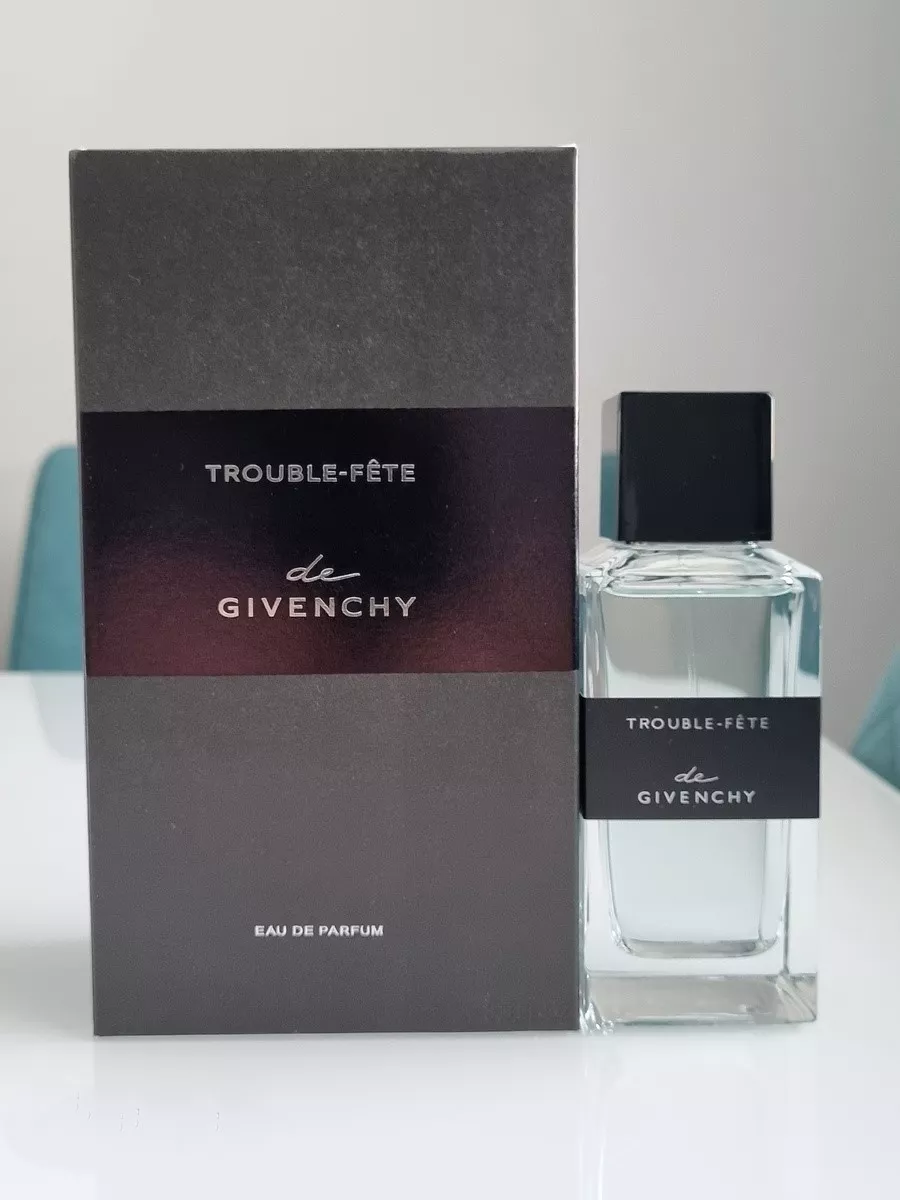 TROUBLE-FÊTE
de
GIVENCHY
EAU DE PARFUM
TROUBLE-FÊTE
de
GIVENCHY